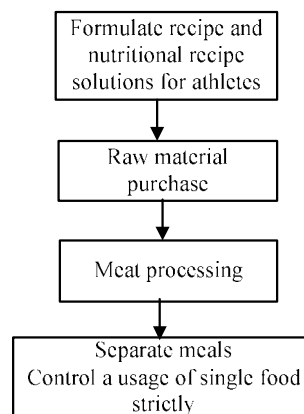 Formulate recipe and
nutritional recipe
solutions for athletes
Raw material
purchase
Meat processing
Separate meals
Control a usage of single food
strictly